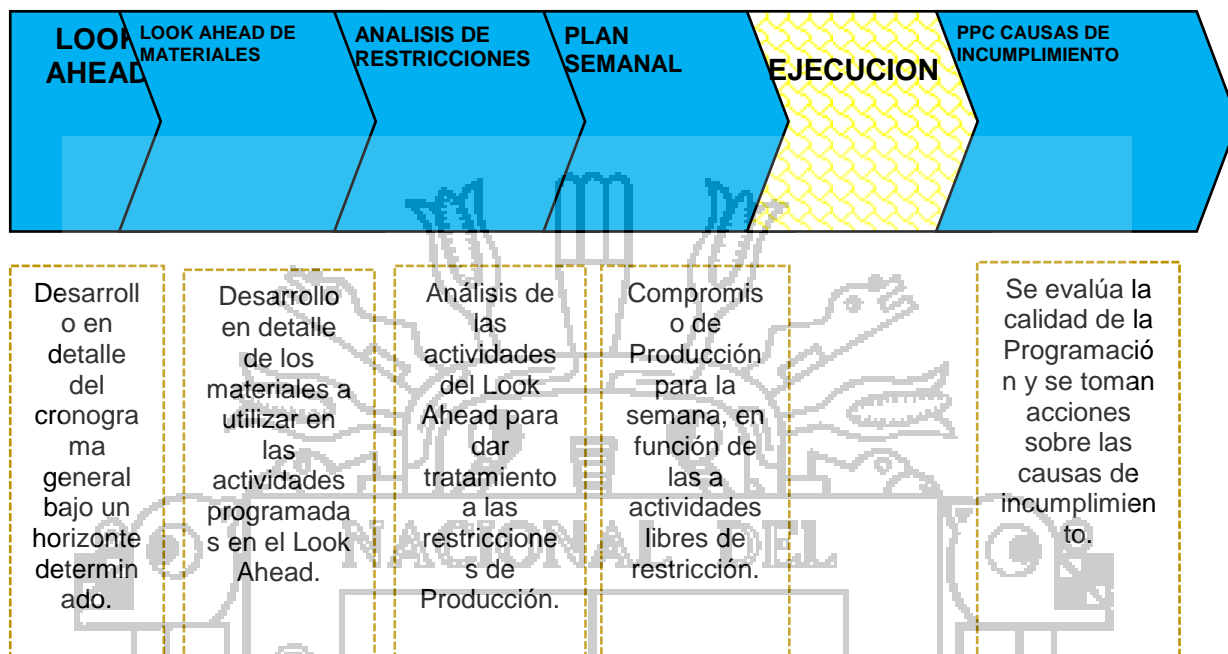 LOOK
AHEAD
LOOK AHEAD DE
MATERIALES
ANALISIS DE
RESTRICCIONES
PLAN
SEMANAL
EJECUCION
PPC CAUSAS DE
INCUMPLIMIENTO
Desarroll
o en
detalle
del
cronogra
ma
general
bajo un
horizonte
determin
ado.
Desarrollo
en detalle
de los
materiales a
utilizar en
las
actividades
programada
s en el Look
Ahead.
Análisis de
las
actividades
del Look
Ahead para
dar
tratamiento
a las
restriccione
s de
Producción.
Compromis
o de
Producción
para la
semana, en
función de
las a
actividades
libres de
restricción.
Se evalúa la
calidad de la
Programació
n y se toman
acciones
sobre las
causas de
incumplimien
to.
NACIONAL DEL